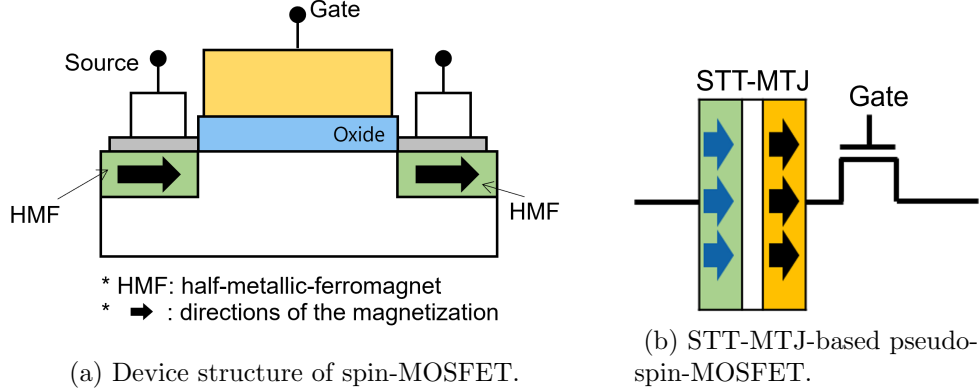 Gate
Source
Oxide
HMF
HMF
* HMF: half-metallic-ferromagnet
* : directions of the magnetization
(a) Device structure of spin-MOSFET.
STT-MTJ
Gate
(b) STT-MTJ-based pseudo-
spin-MOSFET.